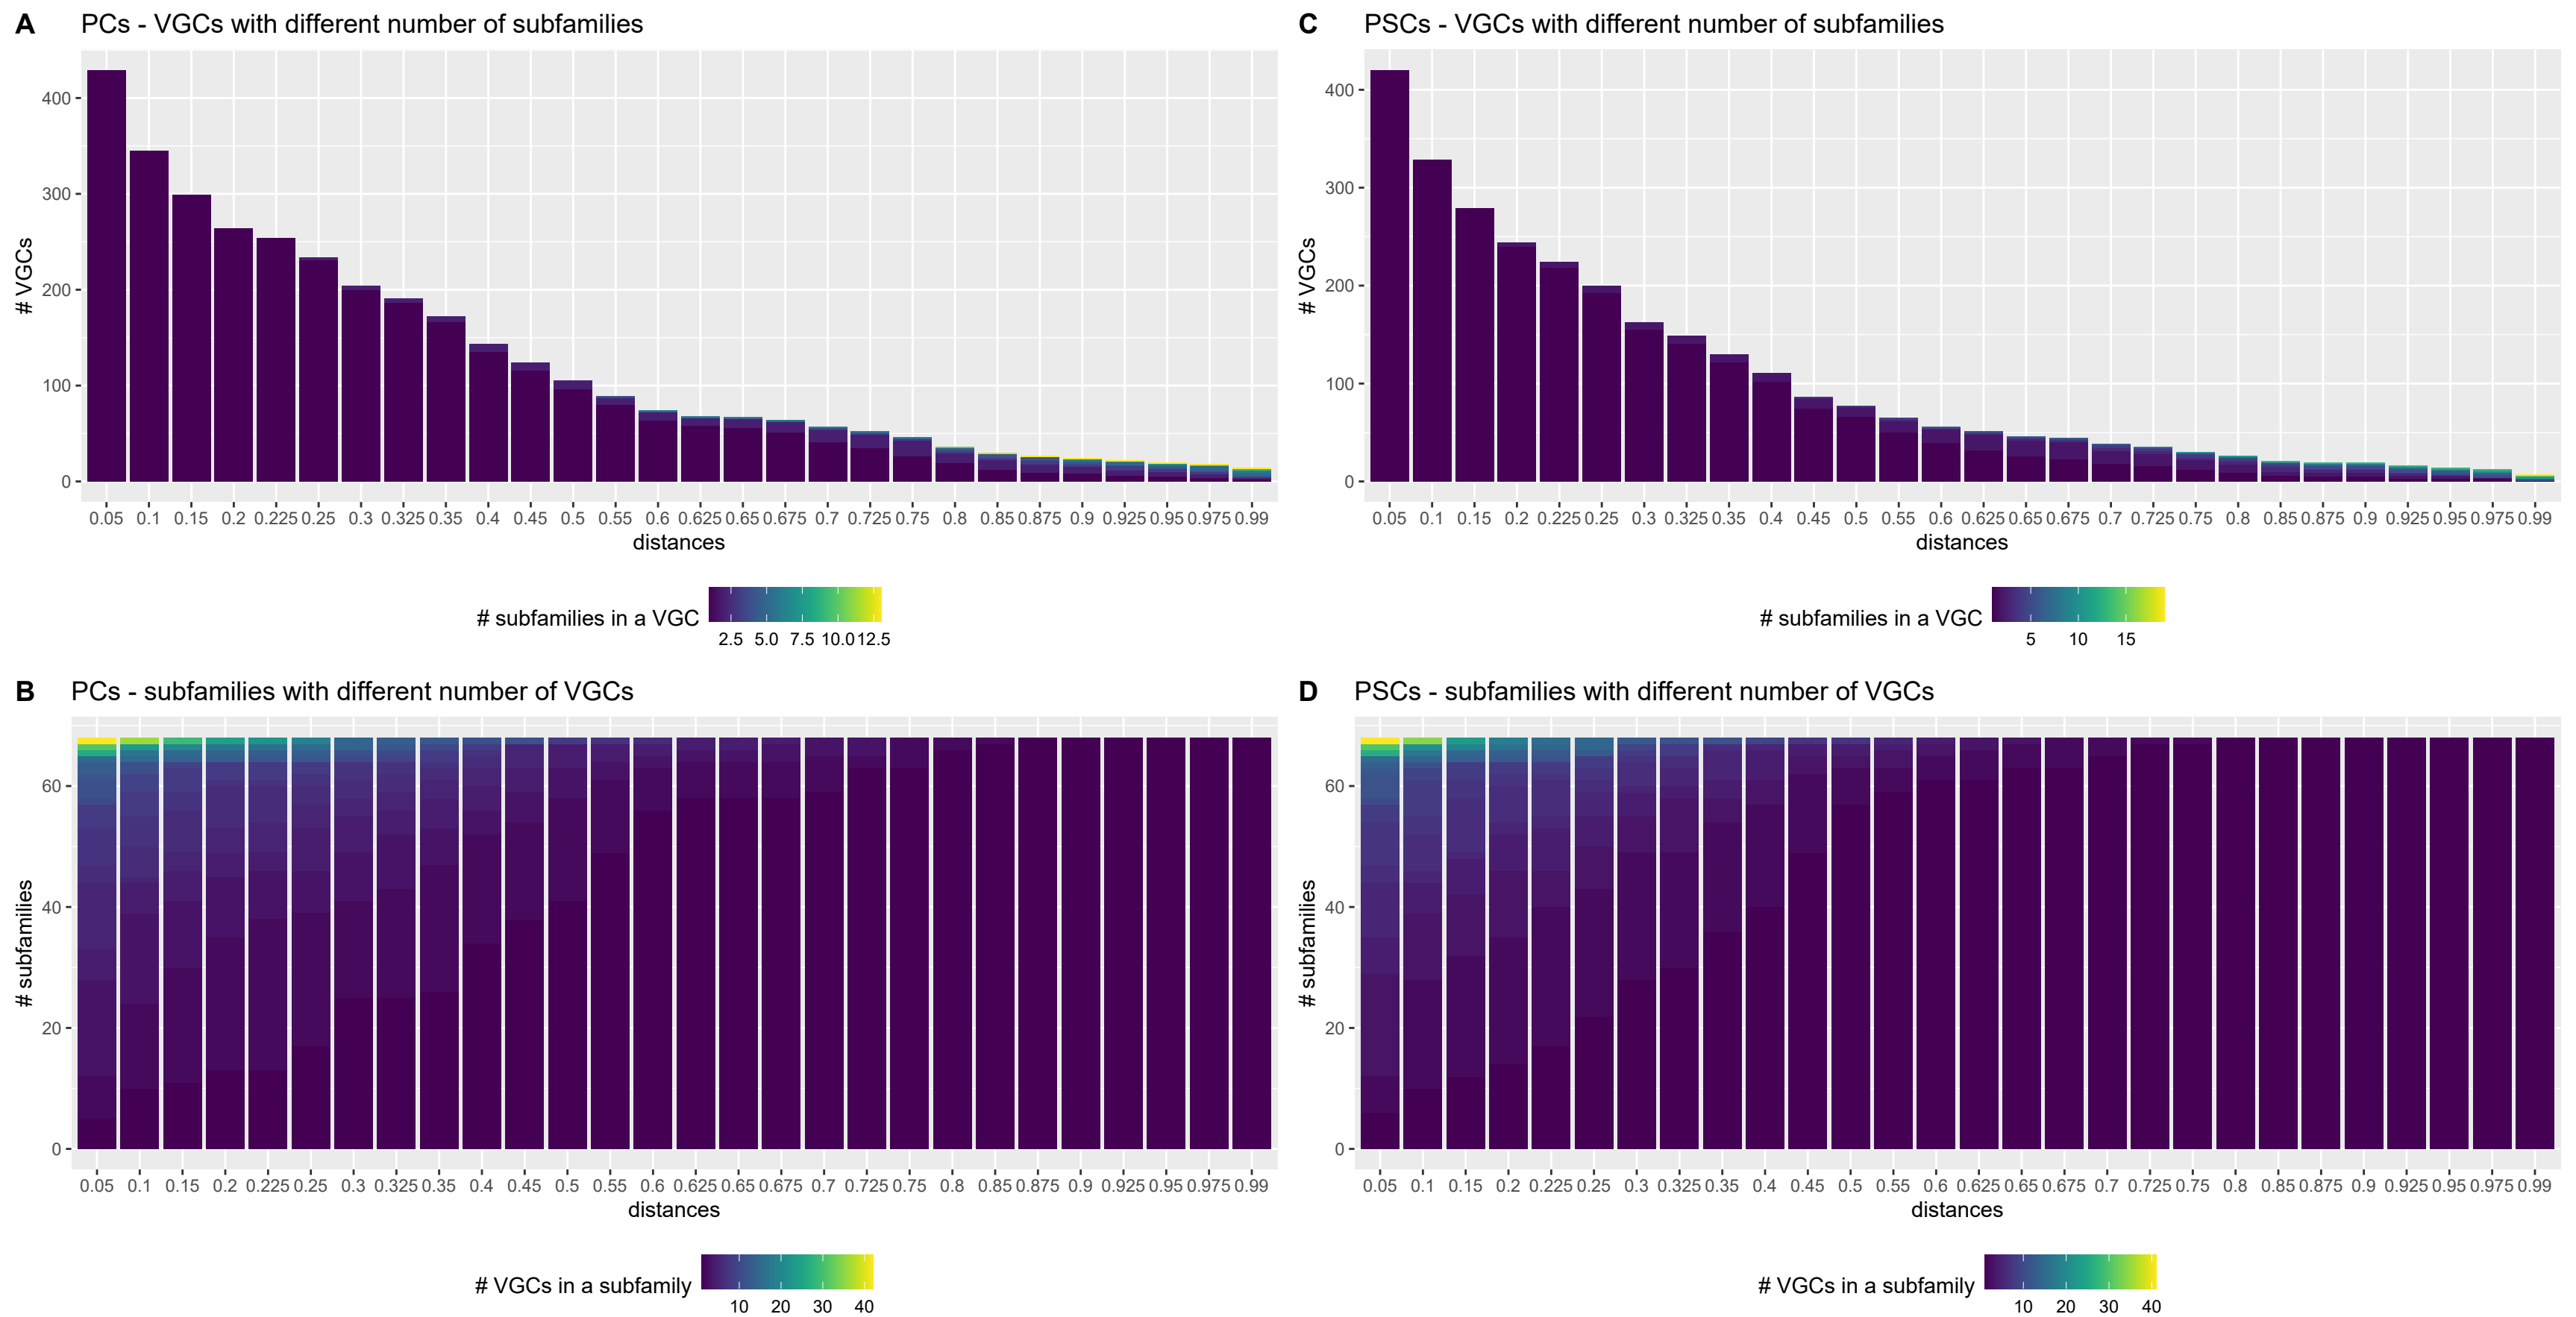 A PCs - VGCs with different number of subfamilies
# VGCs
400
300
200
100
0
0.05 0.1 0.15 0.2 0.225 0.25 0.3 0.325 0.35 0.4 0.45 0.5 0.55 0.6 0.625 0.65 0.675 0.7 0.725 0.75 0.8 0.85 0.875 0.9 0.925 0.95 0.975 0.99
distances
# subfamilies in a VGC
2.5 5.0 7.5 10.0 12.5
C PSCs - VGCs with different number of subfamilies
# VGCs
400
300
200
100
0
0.05 0.1 0.15 0.2 0.225 0.25 0.3 0.325 0.35 0.4 0.45 0.5 0.55 0.6 0.625 0.65 0.675 0.7 0.725 0.75 0.8 0.85 0.875 0.9 0.925 0.95 0.975 0.99
distances
# subfamilies in a VGC
5 10 15
B PCs - subfamilies with different number of VGCs
# subfamilies
60
40
20
0
0.05 0.1 0.15 0.2 0.225 0.25 0.3 0.325 0.35 0.4 0.45 0.5 0.55 0.6 0.625 0.65 0.675 0.7 0.725 0.75 0.8 0.85 0.875 0.9 0.925 0.95 0.975 0.99
distances
# VGCs in a subfamily
10 20 30 40
D PSCs - subfamilies with different number of VGCs
# subfamilies
60
40
20
0
0.05 0.1 0.15 0.2 0.225 0.25 0.3 0.325 0.35 0.4 0.45 0.5 0.55 0.6 0.625 0.65 0.675 0.7 0.725 0.75 0.8 0.85 0.875 0.9 0.925 0.95 0.975 0.99
distances
# VGCs in a subfamily
10 20 30 40